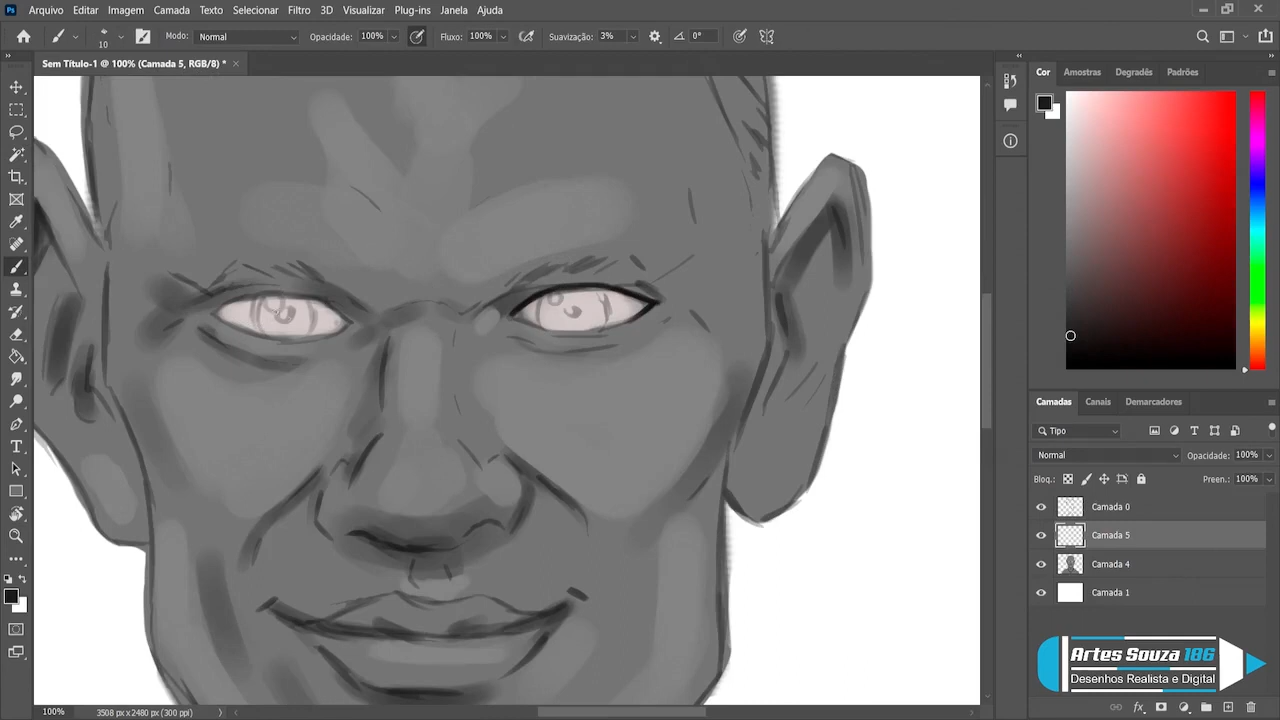 Ps Arquivo Editar Imagem Camada Texto Selecionar Filtro 3D Visualizar Plug-ins Janela Ajuda
10 Modo: Normal Opacidade: 100% Fluxo: 100% Suavização: 3% 0°
Sem Título-1 @ 100% (Camada 5, RGB/8) * ×
Cor Amostras Degradês Padrões
Camadas Canais Demarcadores
Tipo
Normal Opacidade: 100%
Bloq.: Preen.: 100%
Camada 0
Camada 5
Camada 4
Camada 1
Artes Souza 186
Desenhos Realista e Digital
100% 3508 px x 2480 px (300 ppi)
fx